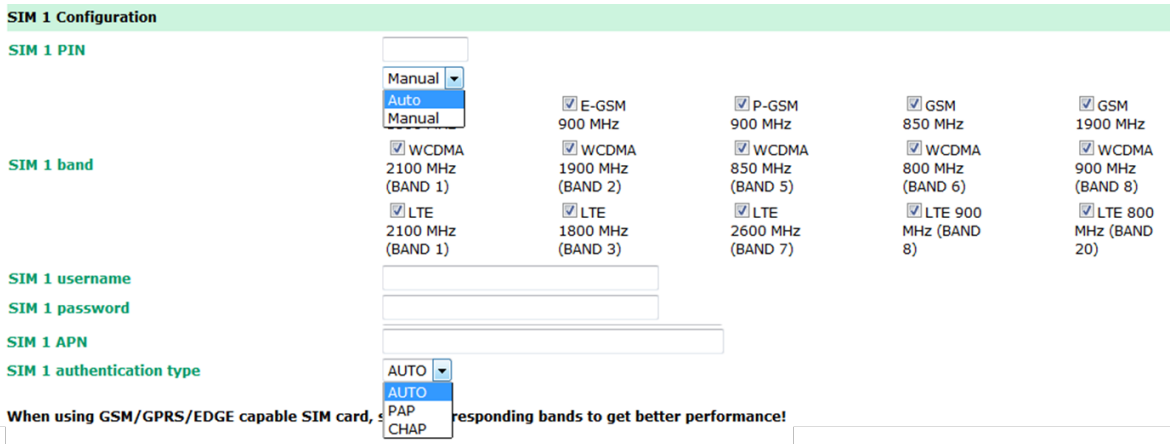 SIM 1 Configuration
SIM 1 PIN
Manual
Auto
Manual
E-GSM 900 MHz
P-GSM 900 MHz
GSM 850 MHz
GSM 1900 MHz
SIM 1 band
WCDMA 2100 MHz (BAND 1)
WCDMA 1900 MHz (BAND 2)
WCDMA 850 MHz (BAND 5)
WCDMA 800 MHz (BAND 6)
WCDMA 900 MHz (BAND 8)
LTE 2100 MHz (BAND 1)
LTE 1800 MHz (BAND 3)
LTE 2600 MHz (BAND 7)
LTE 900 MHz (BAND 8)
LTE 800 MHz (BAND 20)
SIM 1 username
SIM 1 password
SIM 1 APN
SIM 1 authentication type
AUTO
AUTO
PAP
CHAP
When using GSM/GPRS/EDGE capable SIM card, responding bands to get better performance!